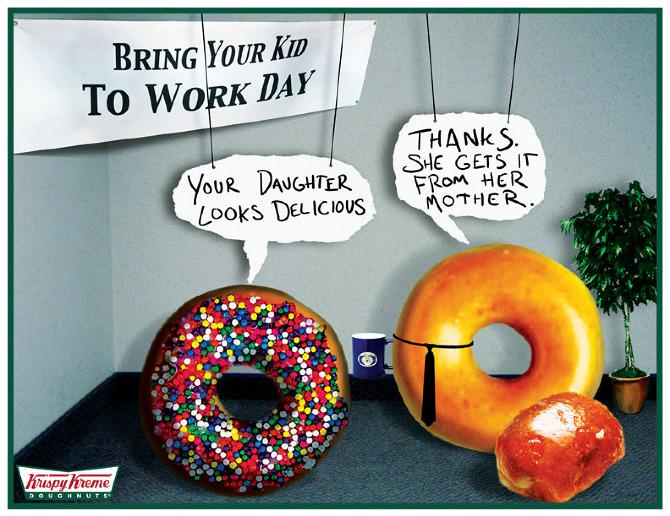 Bring Your Kid
To Work Day
YOUR DAUGHTER
LOOKS DELICIOUS
THANKS.
SHE GETS IT
FROM HER
MOTHER.
Krispy Kreme
DOUGHNUTS